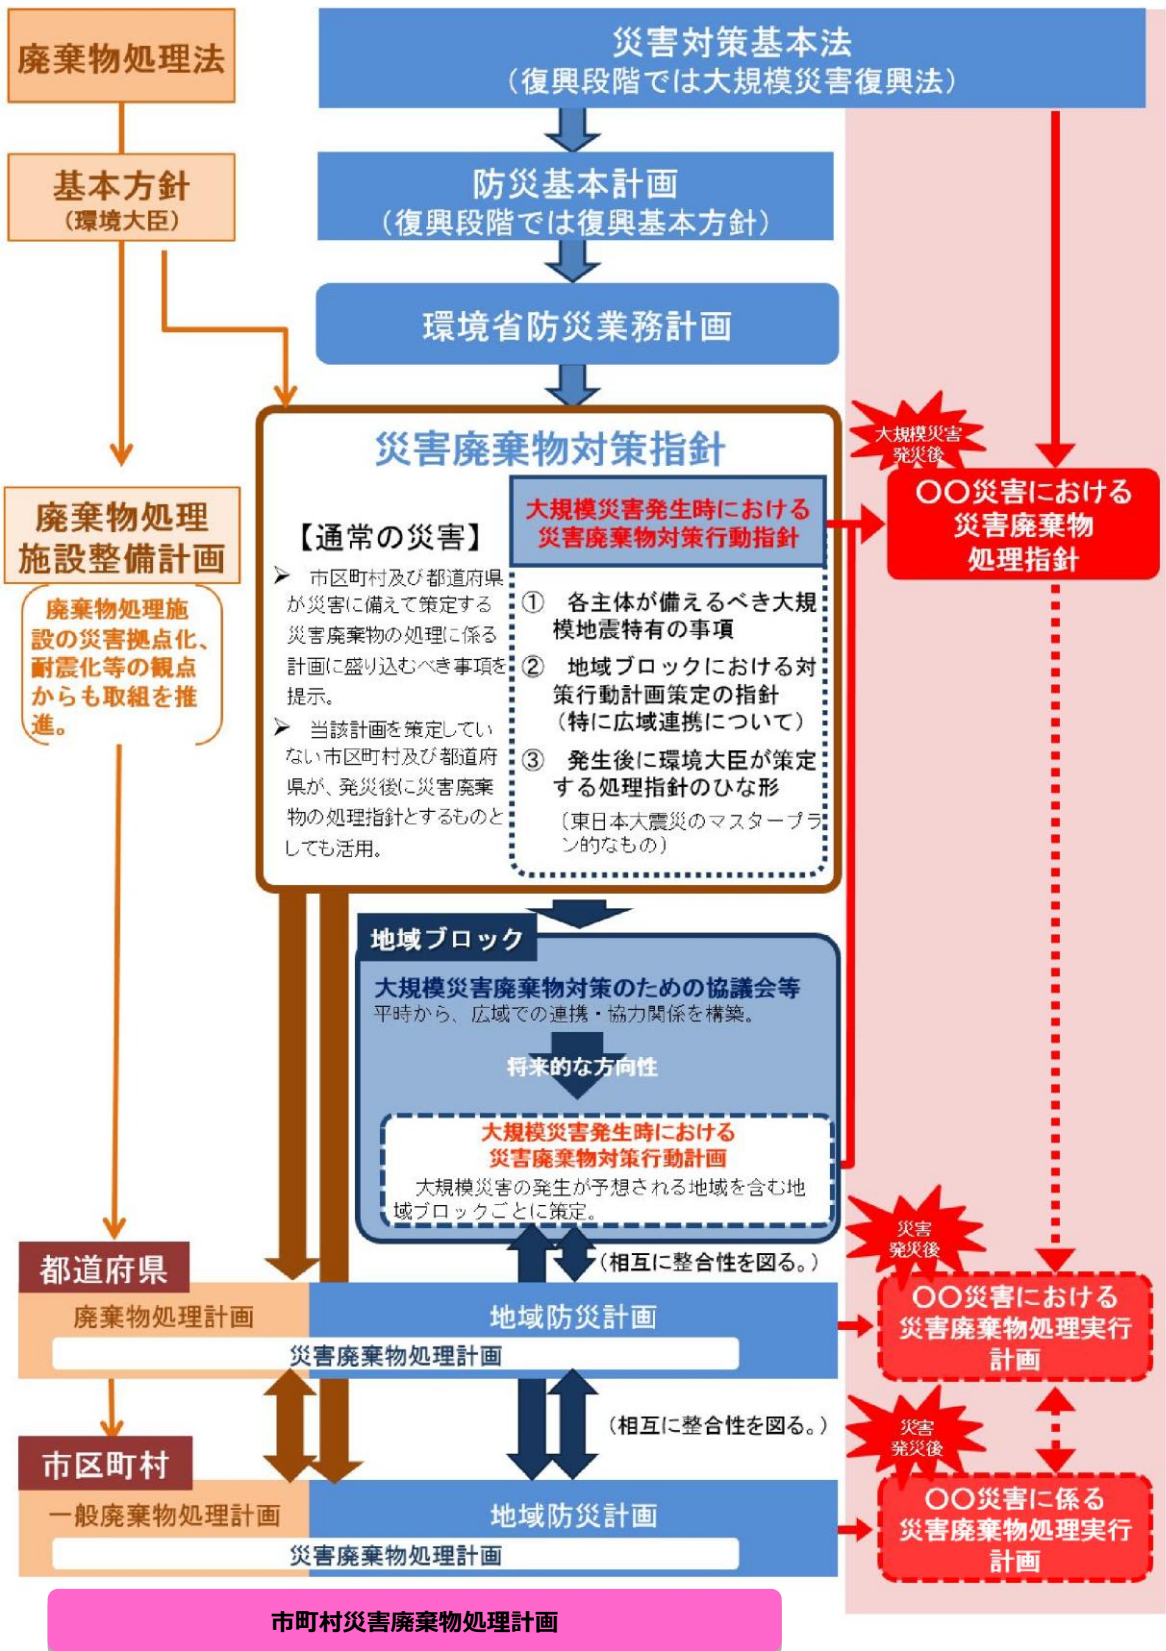 廃棄物処理法
災害対策基本法
（復興段階では大規模災害復興法）
基本方針
（環境大臣）
防災基本計画
（復興段階では復興基本方針）
環境省防災業務計画
災害廃棄物対策指針
【通常の災害】
➢ 市区町村及び都道府県
が災害に備えて策定する
災害廃棄物の処理に係る
計画に盛り込むべき事項を
提示。
➢ 当該計画を策定してい
ない市区町村及び都道府
県が、発災後に災害廃棄
物の処理指針とするものと
しても活用。
大規模災害発生時における
災害廃棄物対策行動指針
① 各主体が備えるべき大規
模地震特有の事項
② 地域ブロックにおける対
策行動計画策定の指針
（特に広域連携について）
③ 発生後に環境大臣が策定
する処理指針のひな形
（東日本大震災のマスタープラ
ン的なもの）
大規模災害
発災後
〇〇災害における
災害廃棄物
処理指針
廃棄物処理
施設整備計画
廃棄物処理施
設の災害拠点化、
耐震化等の観点
からも取組を推
進。
地域ブロック
大規模災害廃棄物対策のための協議会等
平時から、広域での連携・協力関係を構築。
将来的な方向性
大規模災害発生時における
災害廃棄物対策行動計画
大規模災害の発生が予想される地域を含む地
域ブロックごとに策定。
（相互に整合性を図る。）
都道府県
廃棄物処理計画
地域防災計画
災害廃棄物処理計画
災害
発災後
〇〇災害における
災害廃棄物処理実行
計画
（相互に整合性を図る。）
市区町村
一般廃棄物処理計画
地域防災計画
災害廃棄物処理計画
災害
発災後
〇〇災害に係る
災害廃棄物処理実行
計画
市町村災害廃棄物処理計画